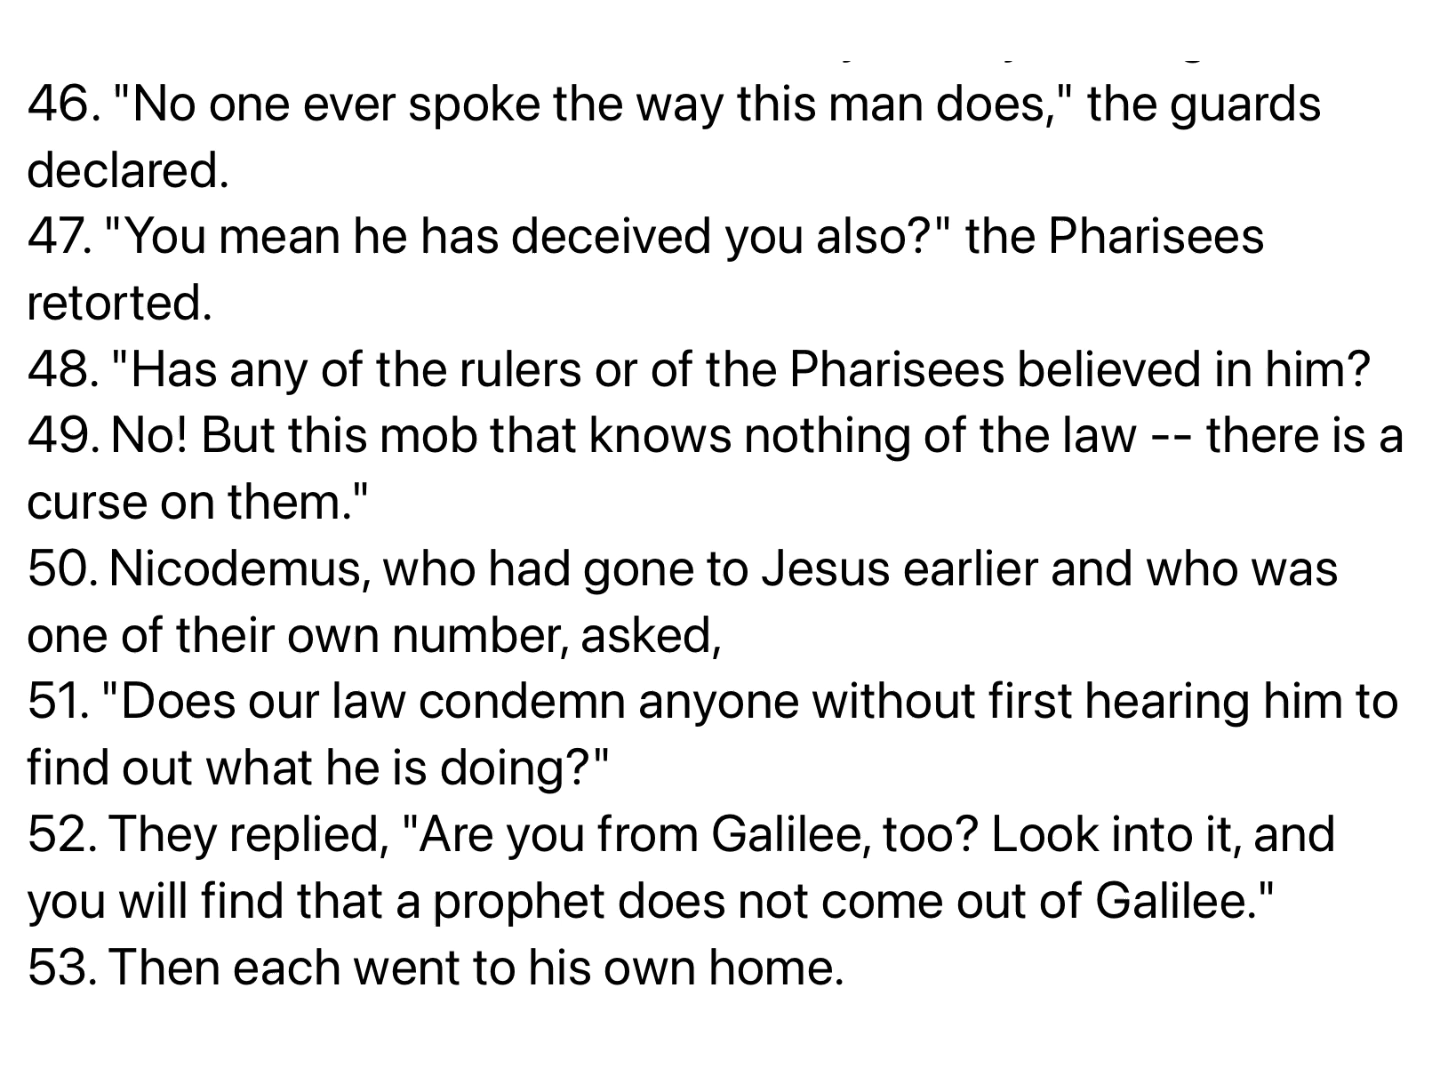 46. "No one ever spoke the way this man does," the guards
declared.
47. "You mean he has deceived you also?" the Pharisees
retorted.
48. "Has any of the rulers or of the Pharisees believed in him?
49. No! But this mob that knows nothing of the law -- there is a
curse on them."
50. Nicodemus, who had gone to Jesus earlier and who was
one of their own number, asked,
51. "Does our law condemn anyone without first hearing him to
find out what he is doing?"
52. They replied, "Are you from Galilee, too? Look into it, and
you will find that a prophet does not come out of Galilee."
53. Then each went to his own home.